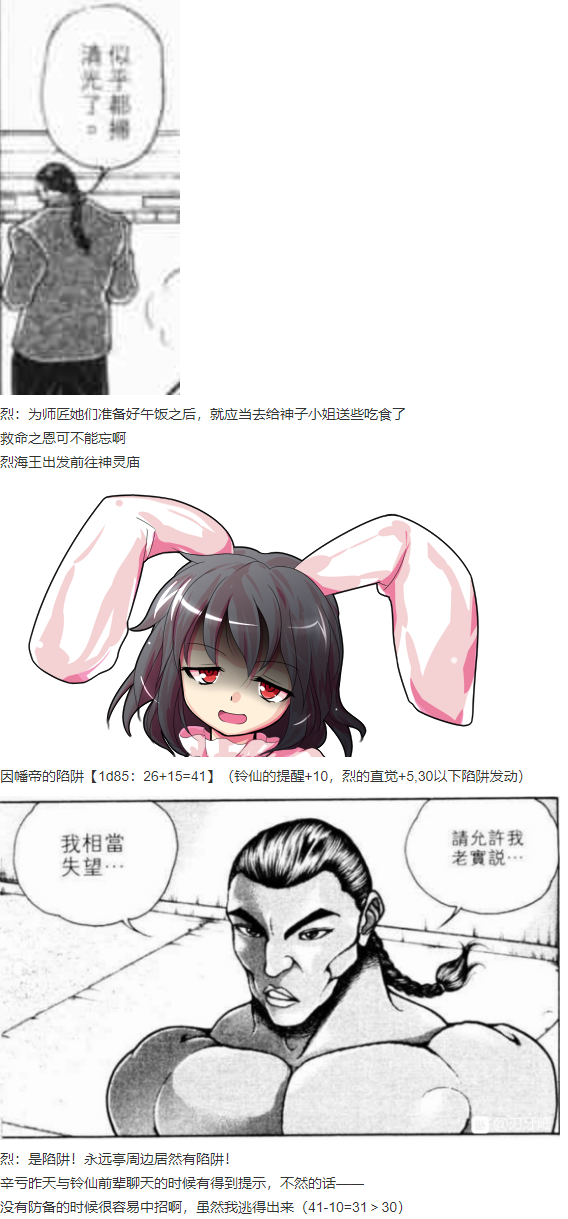 似乎都掃
清光了。
烈：为师匠她们准备好午饭之后，就应当去给神子小姐送些吃食了
救命之恩可不能忘啊
烈海王出发前往神灵庙
因幡帝的陷阱【1d85：26+15=41】（铃仙的提醒+10，烈的直觉+5,30以下陷阱发动）
請允許我
老實説…
我相當
失望…
烈：是陷阱！永远亭周边居然有陷阱！
辛亏昨天与铃仙前辈聊天的时候有得到提示，不然的话——
没有防备的时候很容易中招啊，虽然我逃得出来（41-10=31＞30）